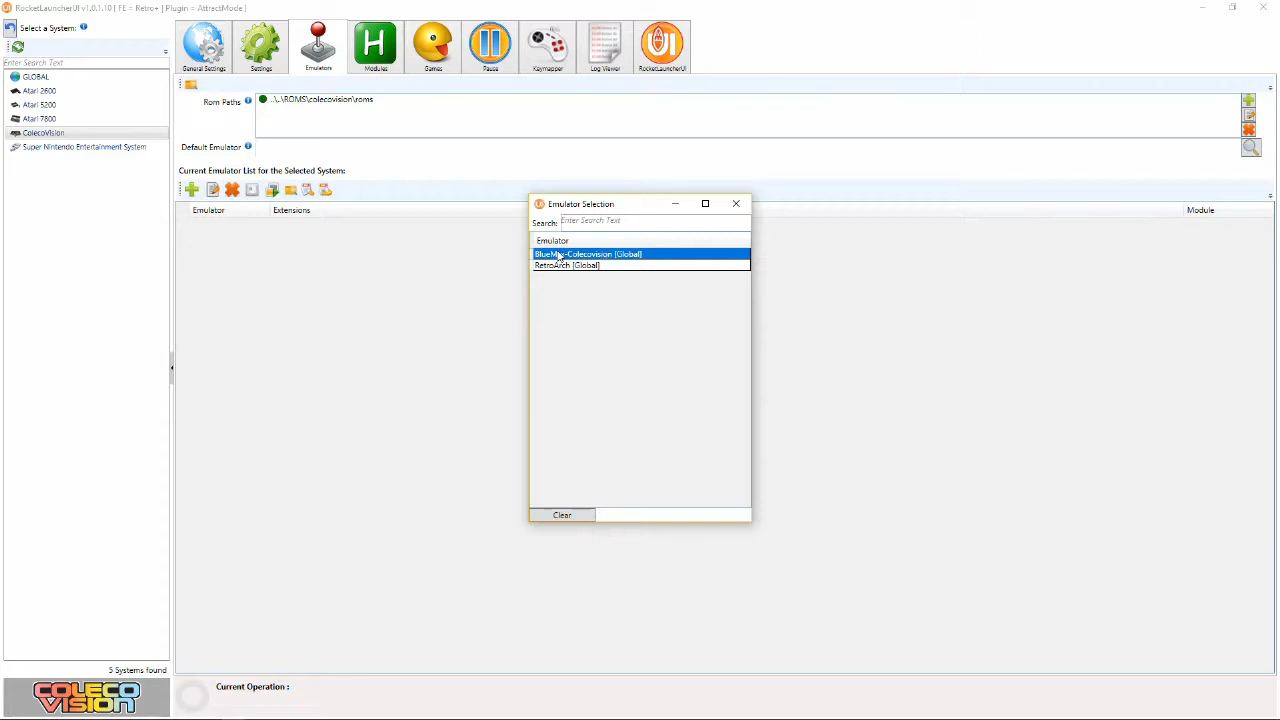 RocketLauncherUI v1.0.1.10 [ FE = Retro+ | Plugin = AttractMode ]
Select a System:
Enter Search Text
GLOBAL
Atari 2600
Atari 5200
Atari 7800
ColecoVision
Super Nintendo Entertainment System
5 Systems found
COLECO
VISION
General Settings
Settings
Emulators
Modules
Games
Pause
Keymapper
Log Viewer
RocketLauncherUI
Rom Paths
..\..\ROMS\colecovision\roms
Default Emulator
Current Emulator List for the Selected System:
Emulator Extensions Module
Emulator Selection
Search: Enter Search Text
Emulator
-Colecovision [Global]
RetroArch [Global]
Clear
Current Operation :